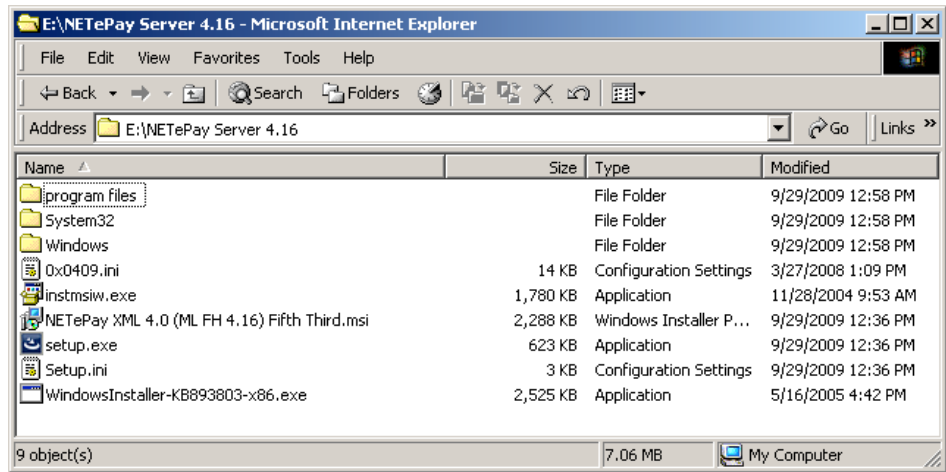 E:\NETePay Server 4.16 - Microsoft Internet Explorer
File Edit View Favorites Tools Help
Back Search Folders
Address E:\NETePay Server 4.16 Go Links »
Name Size Type Modified
program files File Folder 9/29/2009 12:58 PM
System32 File Folder 9/29/2009 12:58 PM
Windows File Folder 9/29/2009 12:58 PM
0x0409.ini 14 KB Configuration Settings 3/27/2008 1:09 PM
instmsiw.exe 1,780 KB Application 11/28/2004 9:53 AM
NETePay XML 4.0 (ML FH 4.16) Fifth Third.msi 2,288 KB Windows Installer P... 9/29/2009 12:36 PM
setup.exe 623 KB Application 9/29/2009 12:36 PM
Setup.ini 3 KB Configuration Settings 9/29/2009 12:36 PM
WindowsInstaller-KB893803-x86.exe 2,525 KB Application 5/16/2005 4:42 PM
9 object(s) 7.06 MB My Computer